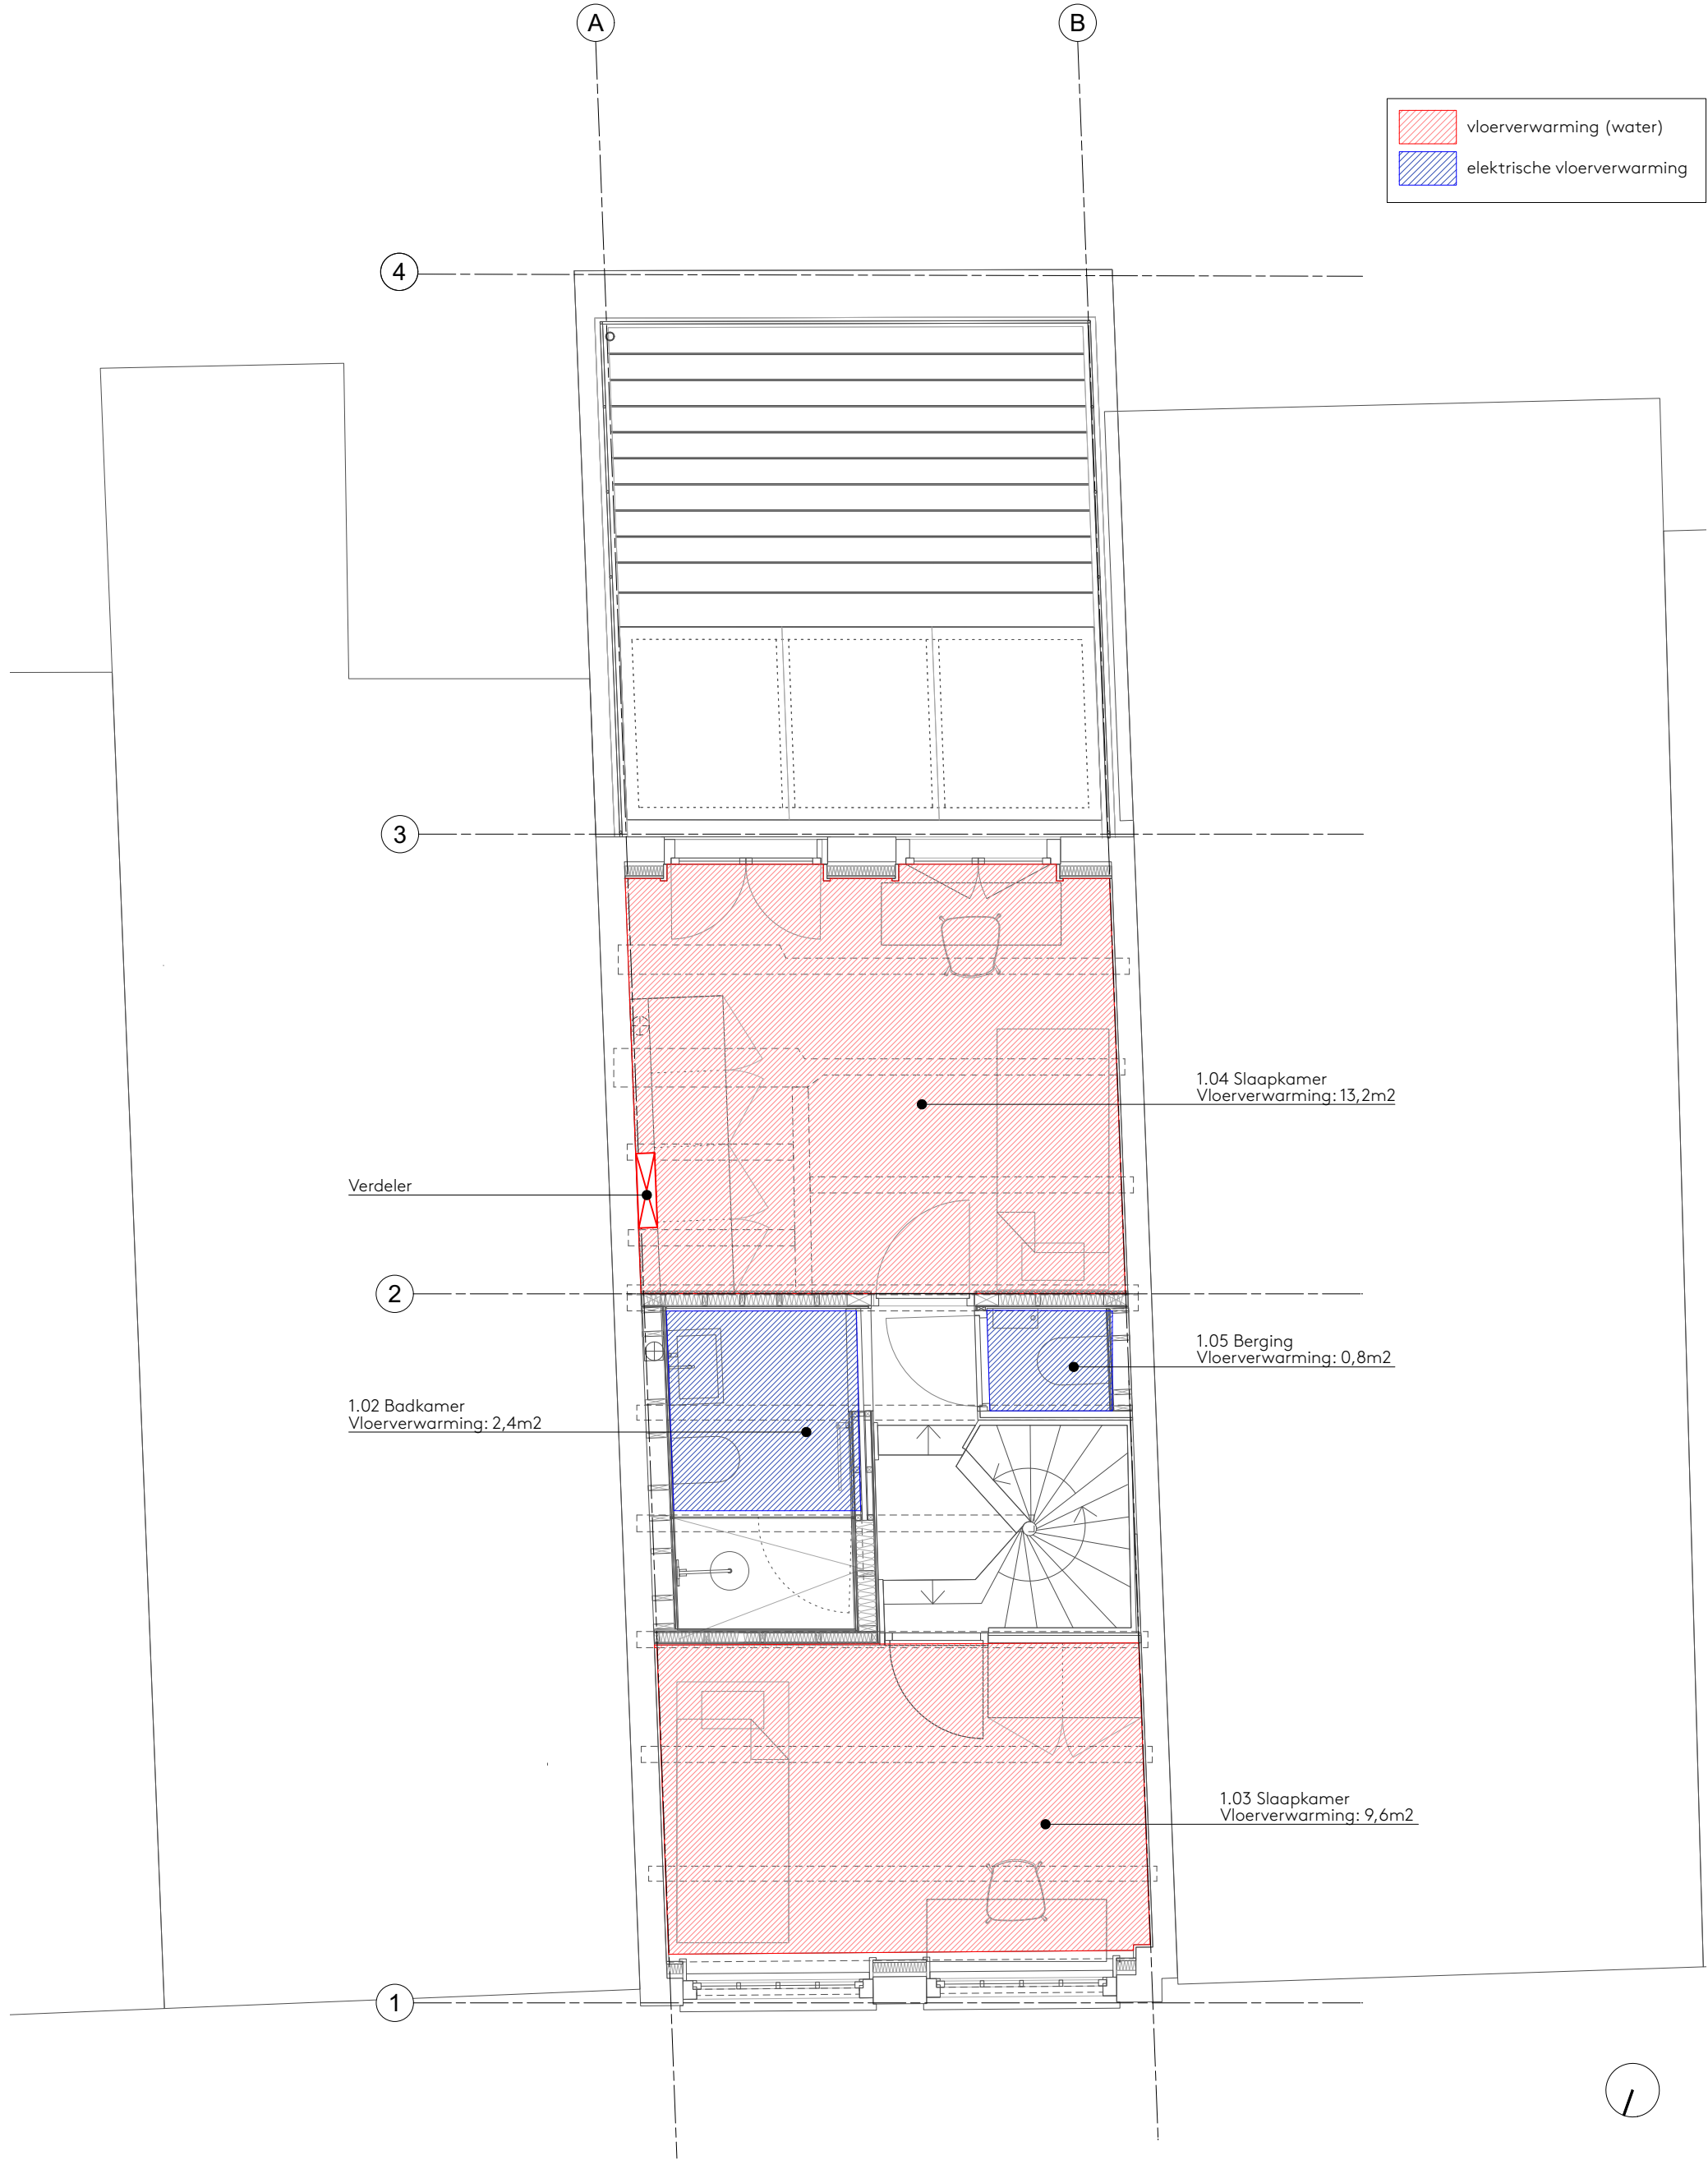 A
B
vloerverwarming (water)
elektrische vloerverwarming
4
3
1.04 Slaapkamer
Vloerverwarming: 13,2m2
Verdeler
2
1.05 Berging
Vloerverwarming: 0,8m2
1.02 Badkamer
Vloerverwarming: 2,4m2
1.03 Slaapkamer
Vloerverwarming: 9,6m2
1